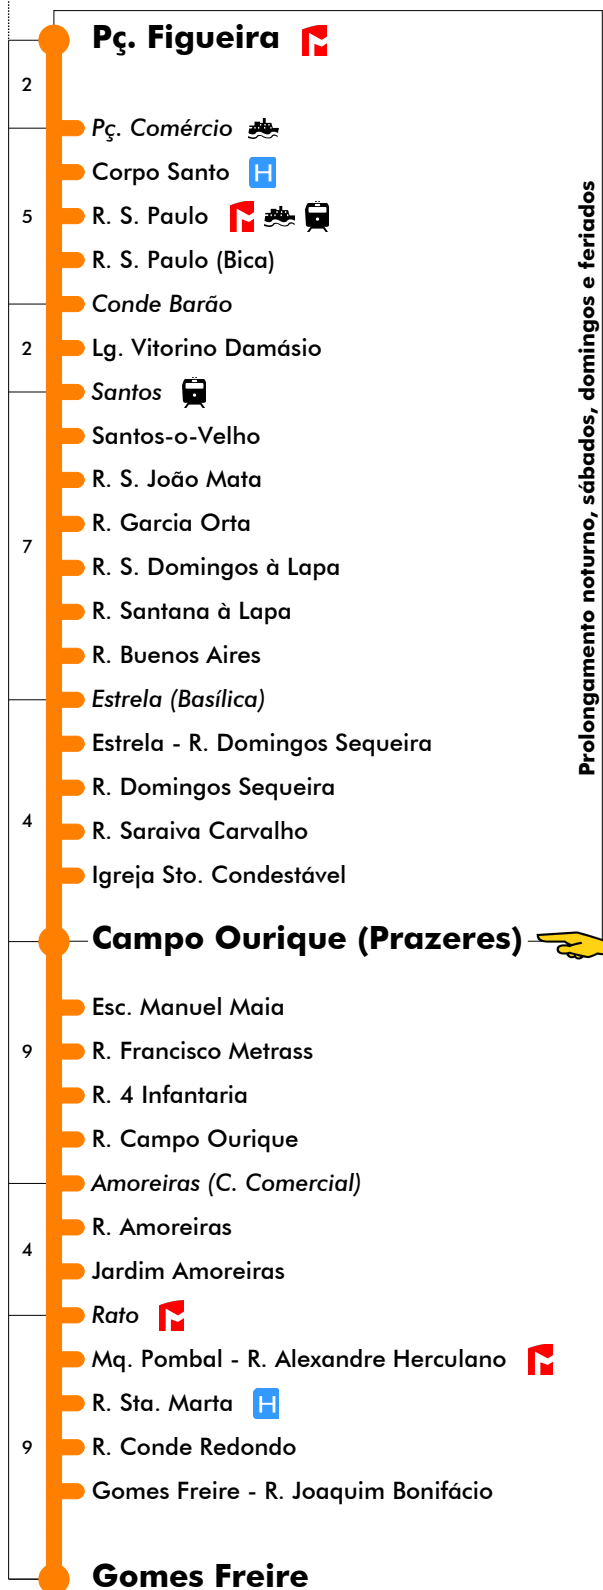 Pç. Figueira
2
Pç. Comércio
Corpo Santo H
5 R. S. Paulo
R. S. Paulo (Bica)
Conde Barão
2 Lg. Vitorino Damásio
Santos
Santos-o-Velho
R. S. João Mata
R. Garcia Orta
7
R. S. Domingos à Lapa
R. Santana à Lapa
R. Buenos Aires
Estrela (Basílica)
Estrela - R. Domingos Sequeira
R. Domingos Sequeira
4
R. Saraiva Carvalho
Igreja Sto. Condestável
Campo Ourique (Prazeres)
Esc. Manuel Maia
9 R. Francisco Metrass
R. 4 Infantaria
R. Campo Ourique
Amoreiras (C. Comercial)
R. Amoreiras
4
Jardim Amoreiras
Rato
Mq. Pombal - R. Alexandre Herculano
R. Sta. Marta H
9 R. Conde Redondo
Gomes Freire - R. Joaquim Bonifácio
Gomes Freire
Prolongamento noturno, sábados, domingos e feriados